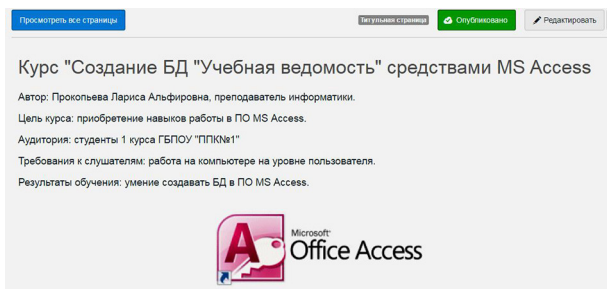 Просмотреть все страницы
Титульная страница
Опубликовано
Редактировать
Курс "Создание БД "Учебная ведомость" средствами MS Access
Автор: Прокопьева Лариса Альфировна, преподаватель информатики.
Цель курса: приобретение навыков работы в ПО MS Access.
Аудитория: студенты 1 курса ГБПОУ "ППК№1"
Требования к слушателям: работа на компьютере на уровне пользователя.
Результаты обучения: умение создавать БД в ПО MS Access.
Microsoft
Office Access